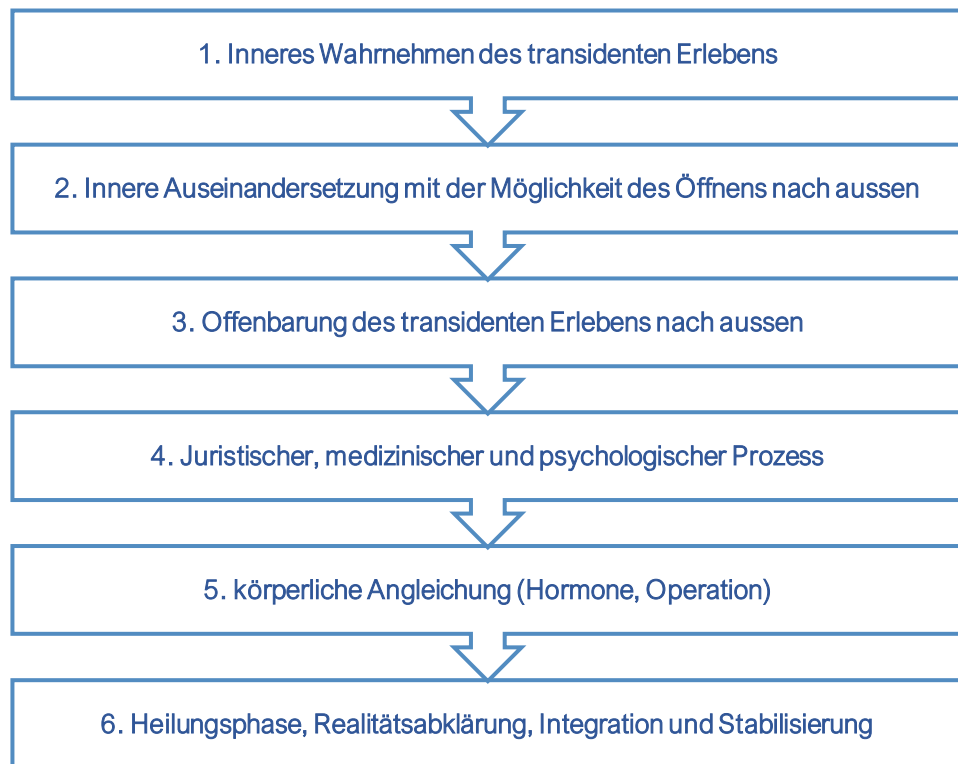 1. Inneres Wahrnehmen des transidenten Erlebens
2. Innere Auseinandersetzung mit der Möglichkeit des Öffnens nach aussen
3. Offenbarung des transidenten Erlebens nach aussen
4. Juristischer, medizinischer und psychologischer Prozess
5. körperliche Angleichung (Hormone, Operation)
6. Heilungsphase, Realitätsabklärung, Integration und Stabilisierung